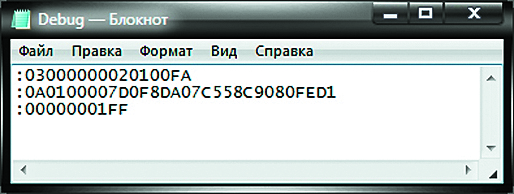 Debug — Блокнот
Файл Правка Формат Вид Справка
:03000000020100FA
:0A0100007D0F8DA07C558C9080FED1
:00000001FF